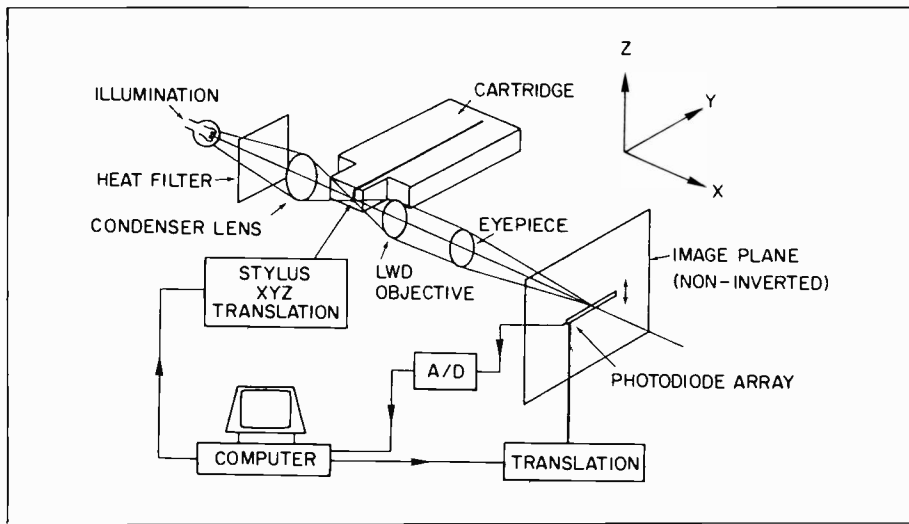 Z
CARTRIDGE
Y
ILLUMINATION
X
HEAT FILTER
EYEPIECE
CONDENSER LENS
IMAGE PLANE
(NON-INVERTED)
LWD
OBJECTIVE
STYLUS
XYZ
TRANSLATION
A/D
PHOTODIODE ARRAY
COMPUTER
TRANSLATION